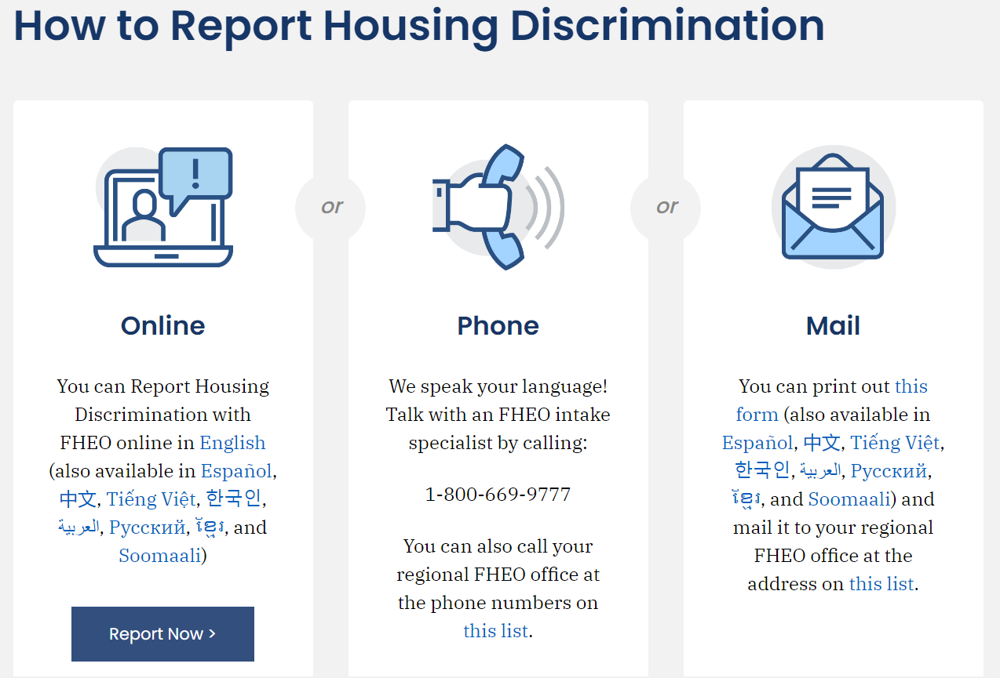 How to Report Housing Discrimination
or
or
!
Online
You can Report Housing
Discrimination with
FHEO online in English
(also available in Español,
中文, Tiếng Việt, 한국인,
العربية, Русский, ខ្មែរ, and
Soomaali)
Report Now >
Phone
We speak your language!
Talk with an FHEO intake
specialist by calling:
1-800-669-9777
You can also call your
regional FHEO office at
the phone numbers on
this list.
Mail
You can print out this
form (also available in
Español, 中文, Tiếng Việt,
한국인, العربية, Русский,
ខ្មែរ, and Soomaali) and
mail it to your regional
FHEO office at the
address on this list.